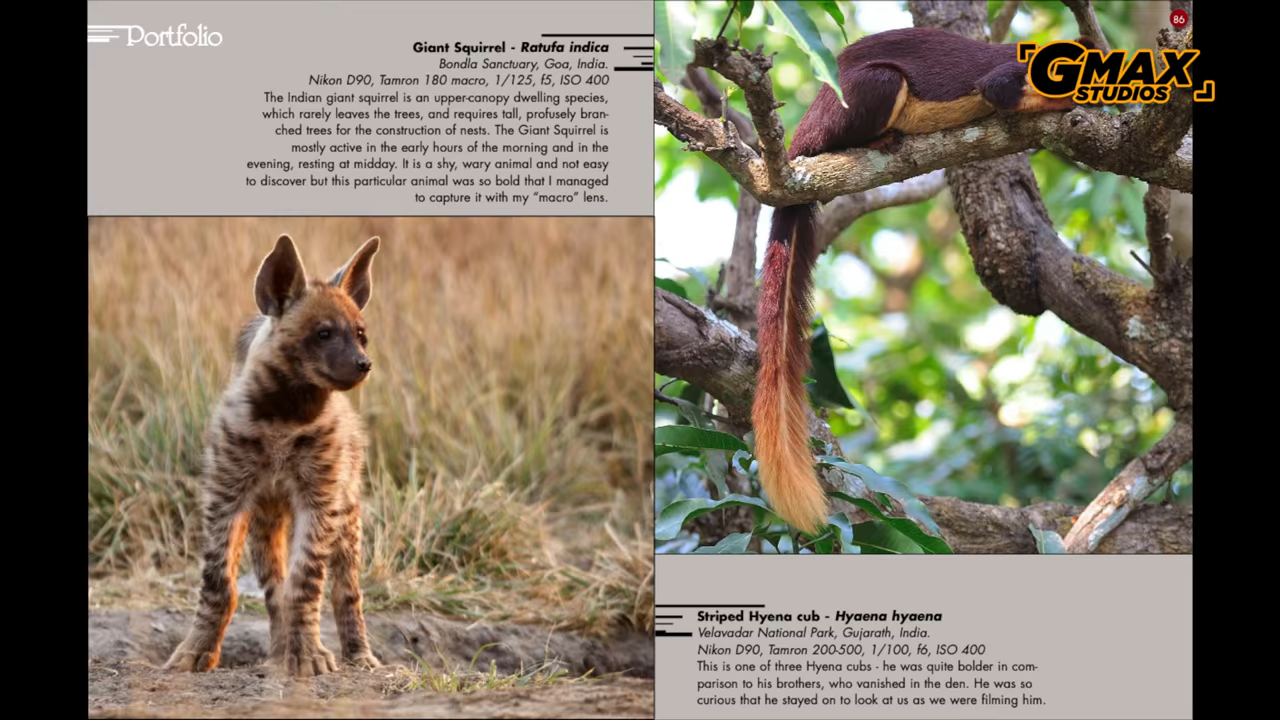 Portfolio
Giant Squirrel - Ratufa indica
Bondla Sanctuary, Goa, India.
Nikon D90, Tamron 180 macro, 1/125, f5, ISO 400
The Indian giant squirrel is an upper-canopy dwelling species,
which rarely leaves the trees, and requires tall, profusely bran-
ched trees for the construction of nests. The Giant Squirrel is
mostly active in the early hours of the morning and in the
evening, resting at midday. It is a shy, wary animal and not easy
to discover but this particular animal was so bold that I managed
to capture it with my “macro” lens.
86
GMAX
STUDIOS
Striped Hyena cub - Hyaena hyaena
Velavadar National Park, Gujarath, India.
Nikon D90, Tamron 200-500, 1/100, f6, ISO 400
This is one of three Hyena cubs - he was quite bolder in com-
parison to his brothers, who vanished in the den. He was so
curious that he stayed on to look at us as we were filming him.